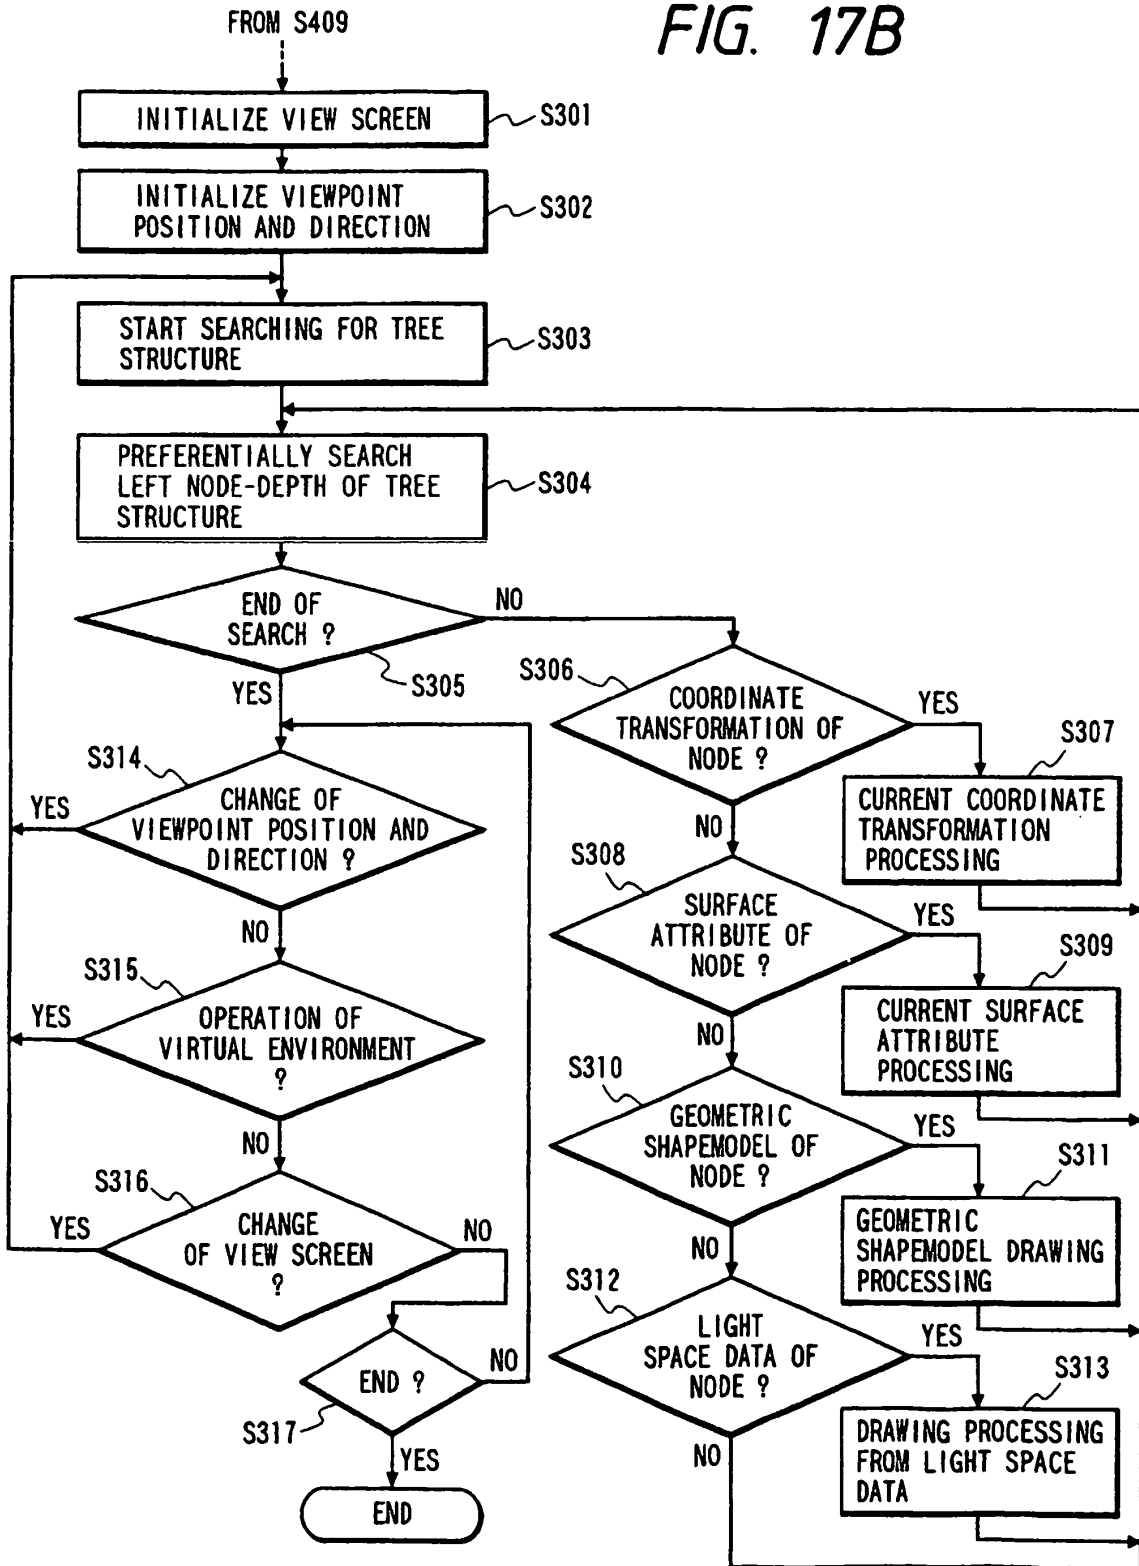 FROM S409
FIG. 17B
INITIALIZE VIEW SCREEN
S301
INITIALIZE VIEWPOINT
POSITION AND DIRECTION
S302
START SEARCHING FOR TREE
STRUCTURE
S303
PREFERENTIALLY SEARCH
LEFT NODE-DEPTH OF TREE
STRUCTURE
S304
END OF
SEARCH ?
NO
S305
YES
S306
COORDINATE
TRANSFORMATION OF
NODE ?
YES
NO
S307
CURRENT COORDINATE
TRANSFORMATION
PROCESSING
S308
SURFACE
ATTRIBUTE OF
NODE ?
YES
NO
S309
CURRENT SURFACE
ATTRIBUTE
PROCESSING
S310
GEOMETRIC
SHAPEMODEL OF
NODE ?
YES
NO
S311
GEOMETRIC
SHAPEMODEL DRAWING
PROCESSING
S312
LIGHT
SPACE DATA OF
NODE ?
YES
NO
S313
DRAWING PROCESSING
FROM LIGHT SPACE
DATA
S314
YES
CHANGE OF
VIEWPOINT POSITION AND
DIRECTION ?
NO
S315
YES
OPERATION OF
VIRTUAL ENVIRONMENT
?
NO
S316
YES
CHANGE
OF VIEW SCREEN
?
NO
END ?
NO
S317
YES
END